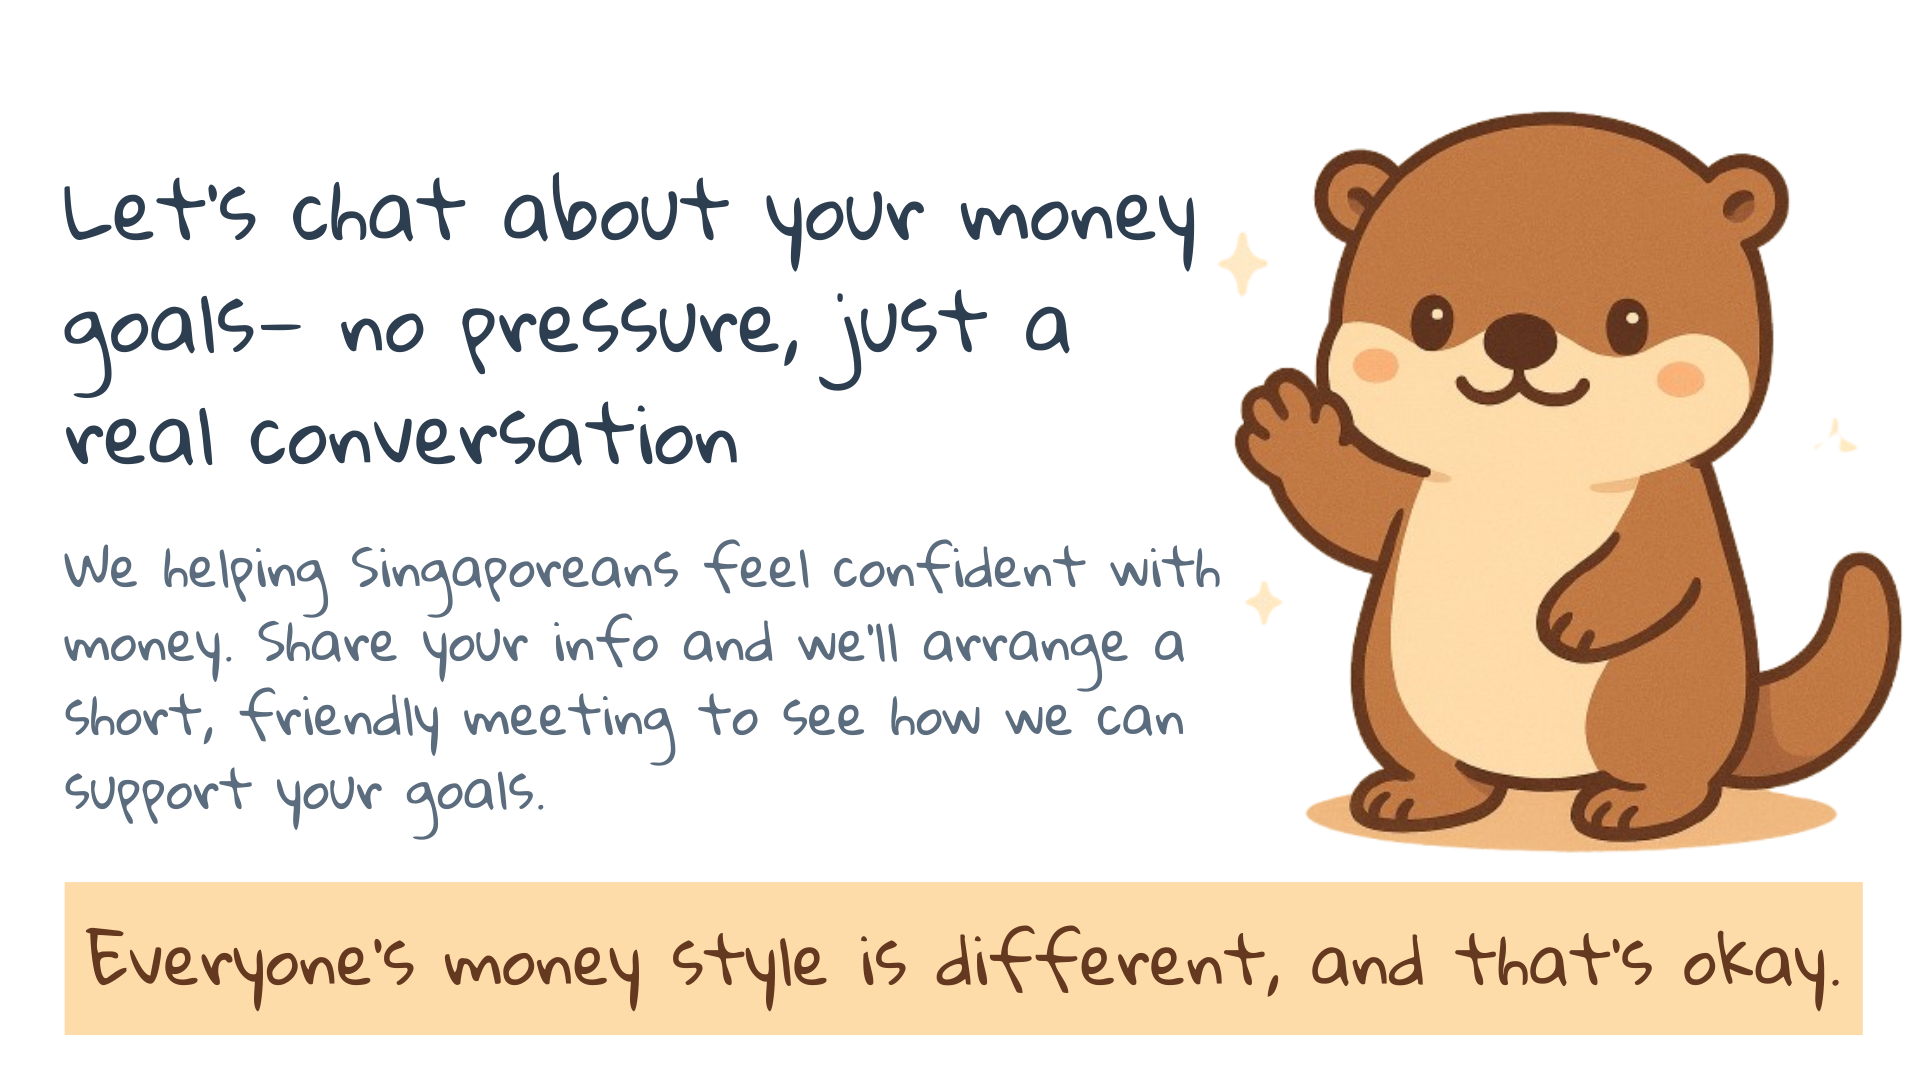 Let's chat about your money
goals- no pressure, just a
real conversation
We helping Singaporeans feel confident with
money. Share your info and we'll arrange a
short, friendly meeting to see how we can
support your goals.
Everyone's money style is different, and that's okay.